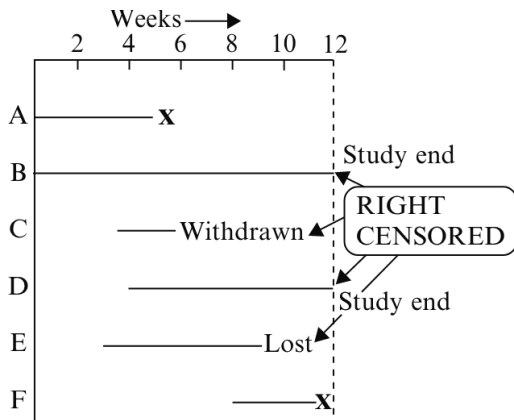 Weeks
2 4 6 8 10 12
A X
B Study end
RIGHT
CENSORED
C Withdrawn
D Study end
E Lost
F X